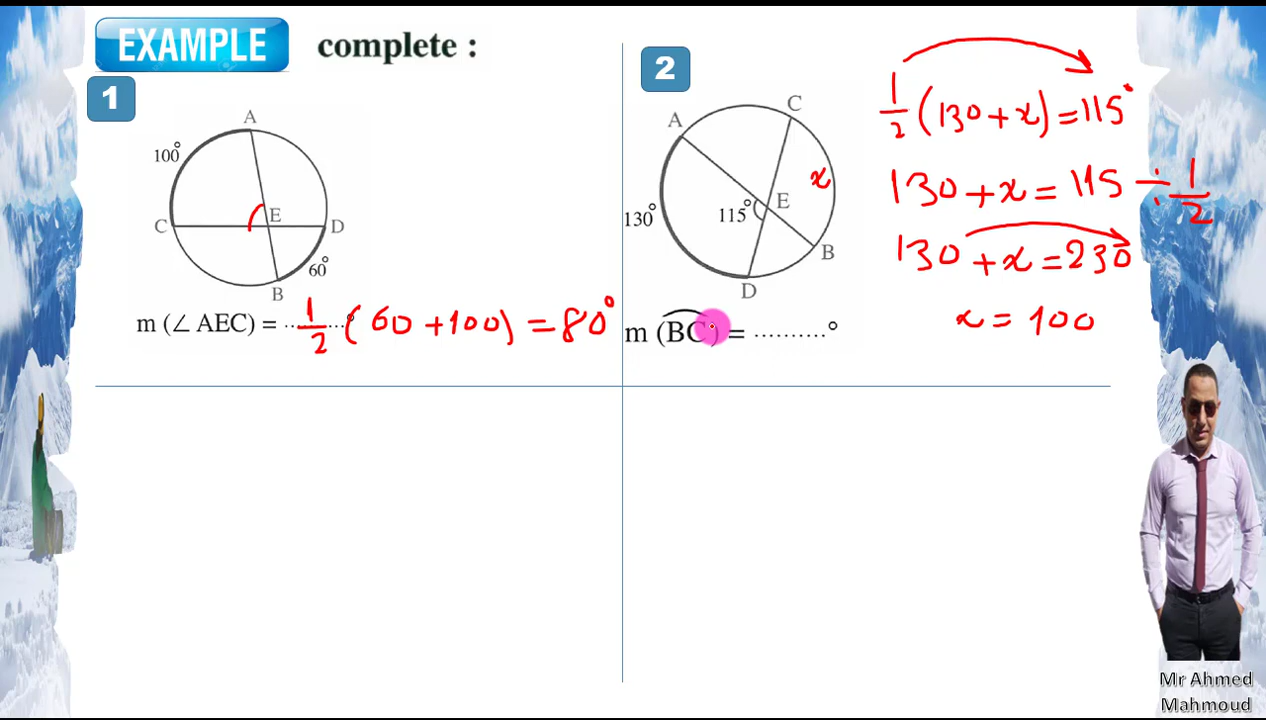 EXAMPLE complete :
1
A
100°
C
E
D
60°
B
m (∠ AEC) = ............° 1/2 (60 + 100) = 80°
2
A
C
x
E
115°
130°
B
D
m (BC) = ..........°
1/2 (130 + x) = 115°
130 + x = 115 ÷ 1/2
130 + x = 230
x = 100
Mr Ahmed
Mahmoud